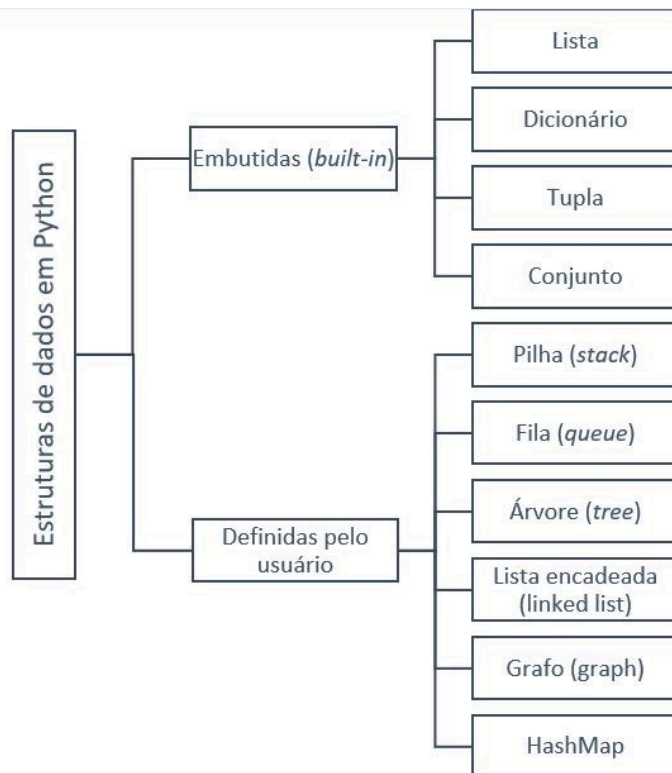 Estruturas de dados em Python
Embutidas (built-in)
Lista
Dicionário
Tupla
Conjunto
Definidas pelo
usuário
Pilha (stack)
Fila (queue)
Árvore (tree)
Lista encadeada
(linked list)
Grafo (graph)
HashMap